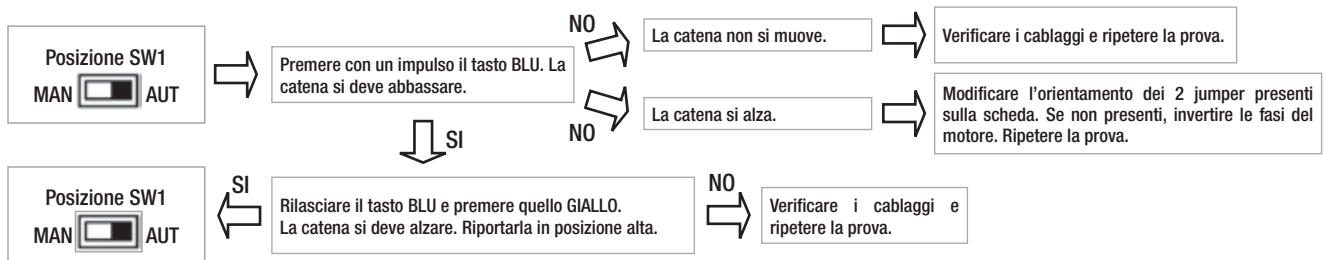 Posizione SW1
MAN AUT
Premere con un impulso il tasto BLU. La
catena si deve abbassare.
NO
La catena non si muove.
Verificare i cablaggi e ripetere la prova.
NO
La catena si alza.
Modificare l'orientamento dei 2 jumper presenti
sulla scheda. Se non presenti, invertire le fasi del
motore. Ripetere la prova.
SI
Posizione SW1
MAN AUT
SI
Rilasciare il tasto BLU e premere quello GIALLO.
La catena si deve alzare. Riportarla in posizione alta.
NO
Verificare i cablaggi e
ripetere la prova.